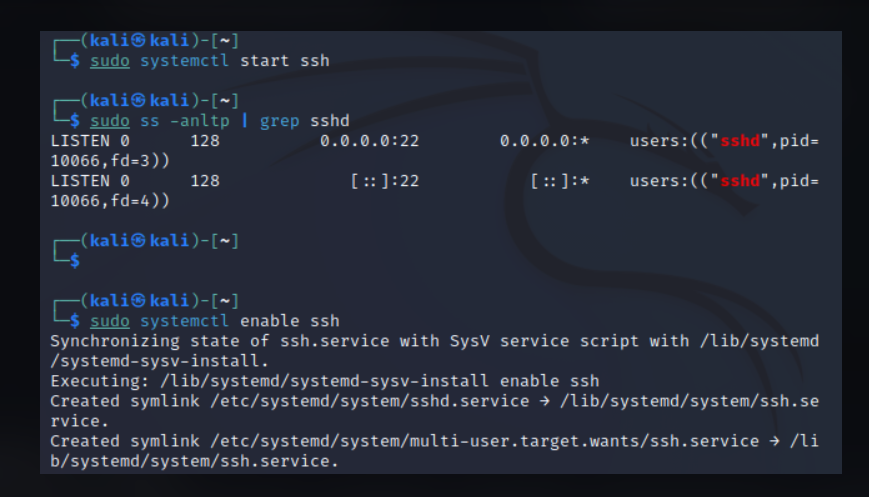 ┌──(kali㉿kali)-[~]
└─$ sudo systemctl start ssh
┌──(kali㉿kali)-[~]
└─$ sudo ss -anltp | grep sshd
LISTEN 0      128          0.0.0.0:22        0.0.0.0:*    users:(("sshd",pid=
10066,fd=3))
LISTEN 0      128             [::]:22           [::]:*    users:(("sshd",pid=
10066,fd=4))
┌──(kali㉿kali)-[~]
└─$
┌──(kali㉿kali)-[~]
└─$ sudo systemctl enable ssh
Synchronizing state of ssh.service with SysV service script with /lib/systemd
/systemd-sysv-install.
Executing: /lib/systemd/systemd-sysv-install enable ssh
Created symlink /etc/systemd/system/sshd.service → /lib/systemd/system/ssh.se
rvice.
Created symlink /etc/systemd/system/multi-user.target.wants/ssh.service → /li
b/systemd/system/ssh.service.